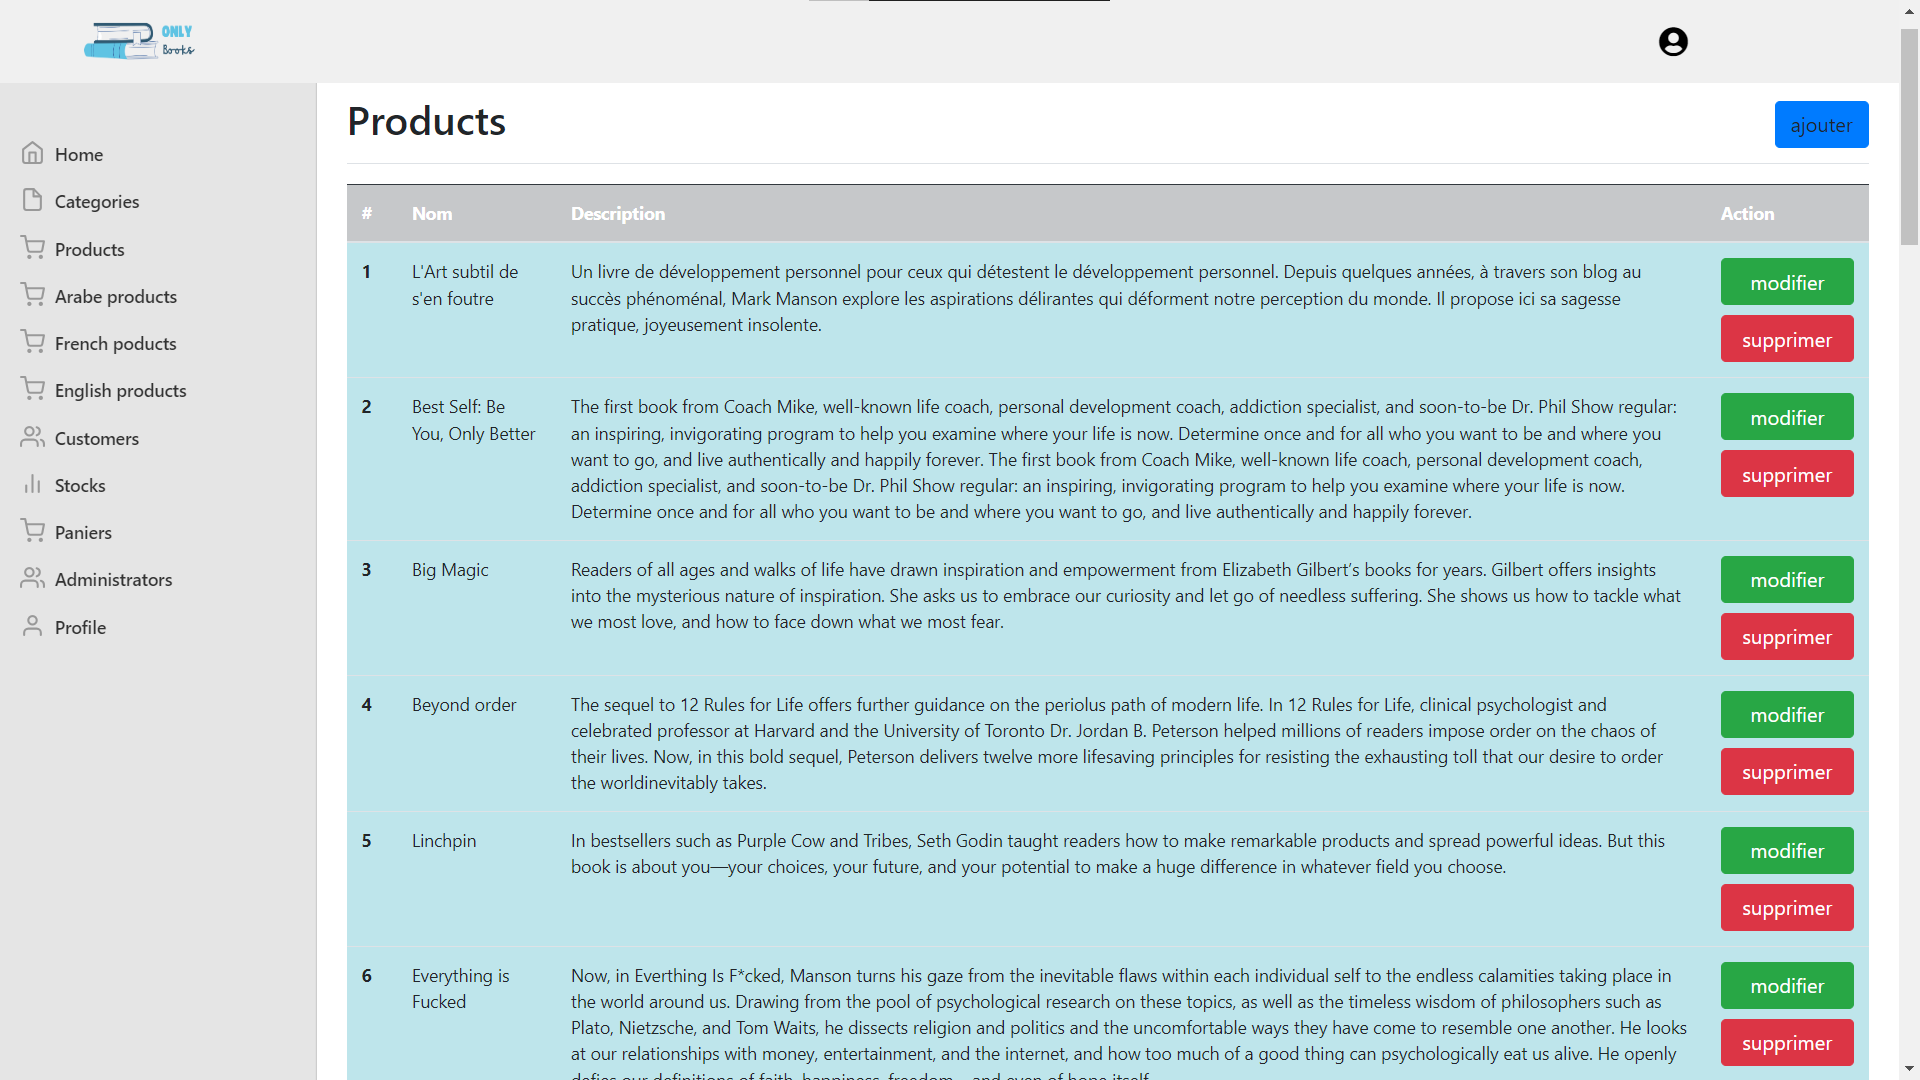 ONLY
Books
Home
Categories
Products
Arabe products
French poducts
English products
Customers
Stocks
Paniers
Administrators
Profile
Products
ajouter
# Nom Description Action
1 L'Art subtil de s'en foutre
Un livre de développement personnel pour ceux qui détestent le développement personnel. Depuis quelques années, à travers son blog au
succès phénoménal, Mark Manson explore les aspirations délirantes qui déforment notre perception du monde. Il propose ici sa sagesse
pratique, joyeusement insolente.
modifier
supprimer
2 Best Self: Be You, Only Better
The first book from Coach Mike, well-known life coach, personal development coach, addiction specialist, and soon-to-be Dr. Phil Show regular:
an inspiring, invigorating program to help you examine where your life is now. Determine once and for all who you want to be and where you
want to go, and live authentically and happily forever. The first book from Coach Mike, well-known life coach, personal development coach,
addiction specialist, and soon-to-be Dr. Phil Show regular: an inspiring, invigorating program to help you examine where your life is now.
Determine once and for all who you want to be and where you want to go, and live authentically and happily forever.
modifier
supprimer
3 Big Magic
Readers of all ages and walks of life have drawn inspiration and empowerment from Elizabeth Gilbert’s books for years. Gilbert offers insights
into the mysterious nature of inspiration. She asks us to embrace our curiosity and let go of needless suffering. She shows us how to tackle what
we most love, and how to face down what we most fear.
modifier
supprimer
4 Beyond order
The sequel to 12 Rules for Life offers further guidance on the periolus path of modern life. In 12 Rules for Life, clinical psychologist and
celebrated professor at Harvard and the University of Toronto Dr. Jordan B. Peterson helped millions of readers impose order on the chaos of
their lives. Now, in this bold sequel, Peterson delivers twelve more lifesaving principles for resisting the exhausting toll that our desire to order
the worldinevitably takes.
modifier
supprimer
5 Linchpin
In bestsellers such as Purple Cow and Tribes, Seth Godin taught readers how to make remarkable products and spread powerful ideas. But this
book is about you—your choices, your future, and your potential to make a huge difference in whatever field you choose.
modifier
supprimer
6 Everything is Fucked
Now, in Everthing Is F*cked, Manson turns his gaze from the inevitable flaws within each individual self to the endless calamities taking place in
the world around us. Drawing from the pool of psychological research on these topics, as well as the timeless wisdom of philosophers such as
Plato, Nietzsche, and Tom Waits, he dissects religion and politics and the uncomfortable ways they have come to resemble one another. He looks
at our relationships with money, entertainment, and the internet, and how too much of a good thing can psychologically eat us alive. He openly
defies our definitions of faith, happiness, freedom—and even of hope itself.
modifier
supprimer